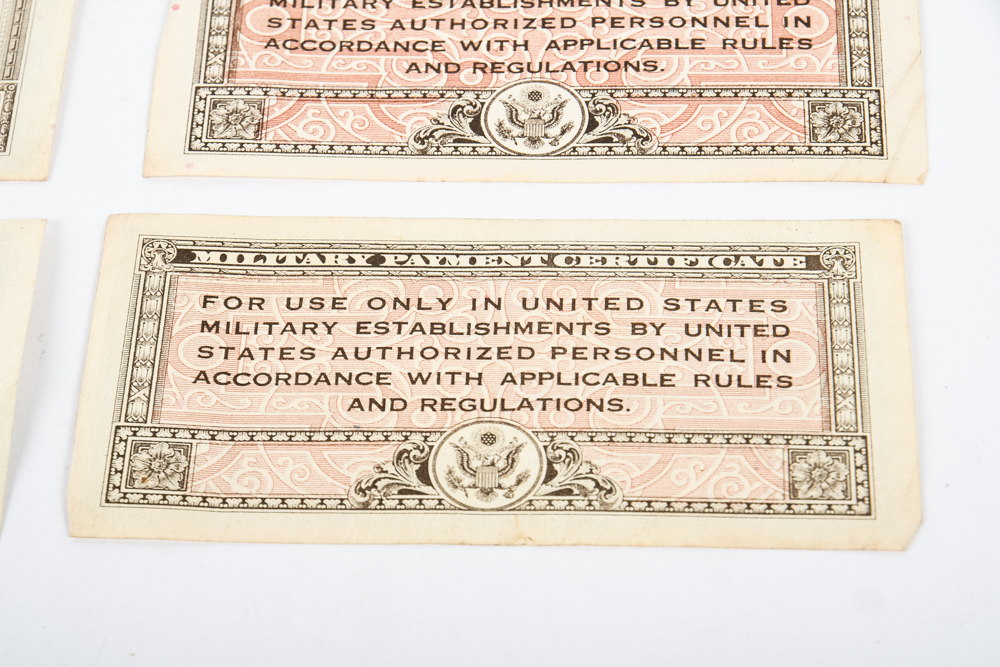 MILITARY ESTABLISHMENTS BY UNITED
STATES AUTHORIZED PERSONNEL IN
ACCORDANCE WITH APPLICABLE RULES
AND REGULATIONS.
MILITARY PAYMENT CERTIFICATE
FOR USE ONLY IN UNITED STATES
MILITARY ESTABLISHMENTS BY UNITED
STATES AUTHORIZED PERSONNEL IN
ACCORDANCE WITH APPLICABLE RULES
AND REGULATIONS.